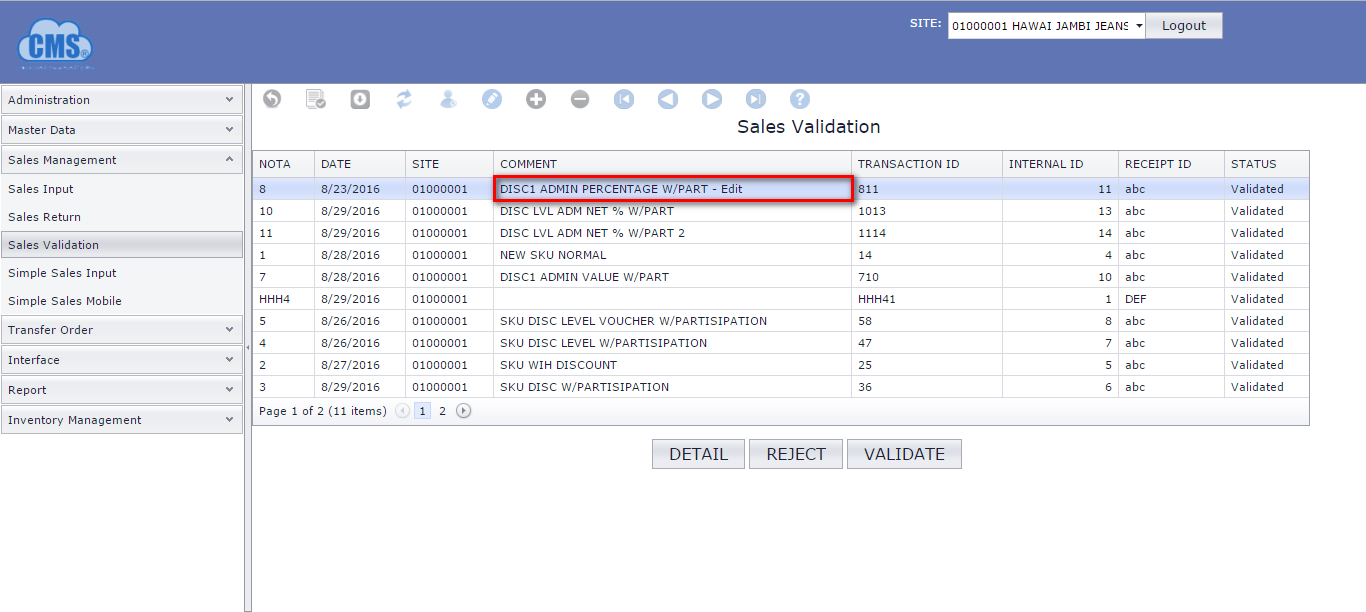 CMS®
SITE: 01000001 HAWAI JAMBI JEANS Logout
Administration
Master Data
Sales Management
Sales Input
Sales Return
Sales Validation
Simple Sales Input
Simple Sales Mobile
Transfer Order
Interface
Report
Inventory Management
Sales Validation
NOTA DATE SITE COMMENT TRANSACTION ID INTERNAL ID RECEIPT ID STATUS
8 8/23/2016 01000001 DISC1 ADMIN PERCENTAGE W/PART - Edit 811 11 abc Validated
10 8/29/2016 01000001 DISC LVL ADM NET % W/PART 1013 13 abc Validated
11 8/29/2016 01000001 DISC LVL ADM NET % W/PART 2 1114 14 abc Validated
1 8/28/2016 01000001 NEW SKU NORMAL 14 4 abc Validated
7 8/28/2016 01000001 DISC1 ADMIN VALUE W/PART 710 10 abc Validated
HHH4 8/29/2016 01000001 HHH41 1 DEF Validated
5 8/26/2016 01000001 SKU DISC LEVEL VOUCHER W/PARTISIPATION 58 8 abc Validated
4 8/26/2016 01000001 SKU DISC LEVEL W/PARTISIPATION 47 7 abc Validated
2 8/27/2016 01000001 SKU WIH DISCOUNT 25 5 abc Validated
3 8/29/2016 01000001 SKU DISC W/PARTISIPATION 36 6 abc Validated
Page 1 of 2 (11 items) 1 2
DETAIL REJECT VALIDATE